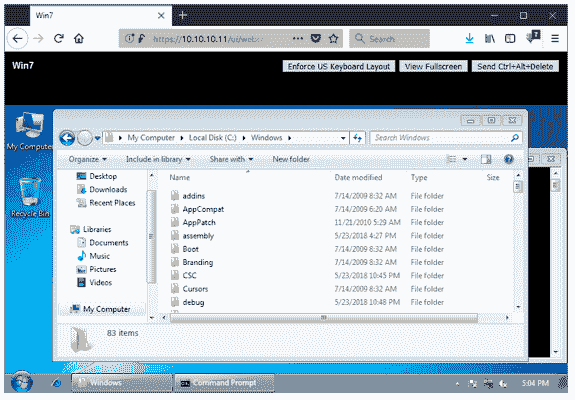 Win7
https://10.10.10.11/ui/webc
Search
Win7
Enforce US Keyboard Layout
View Fullscreen
Send Ctrl+Alt+Delete
My Computer
Recycle Bin
My Computer
Local Disk (C:)
Windows
Search Windows
Organize
Include in library
Share with
New folder
Desktop
Downloads
Recent Places
Libraries
Documents
Music
Pictures
Videos
My Computer
Name Date modified Type Size
addins 7/14/2009 8:32 AM File folder
AppCompat 7/14/2009 6:20 AM File folder
AppPatch 11/21/2010 5:29 AM File folder
assembly 5/23/2018 4:27 PM File folder
Boot 7/14/2009 8:32 AM File folder
Branding 7/14/2009 8:32 AM File folder
CSC 5/23/2018 10:45 PM File folder
Cursors 7/14/2009 8:32 AM File folder
debug 5/23/2018 10:48 PM File folder
83 items
Windows
Command Prompt
5:04 PM